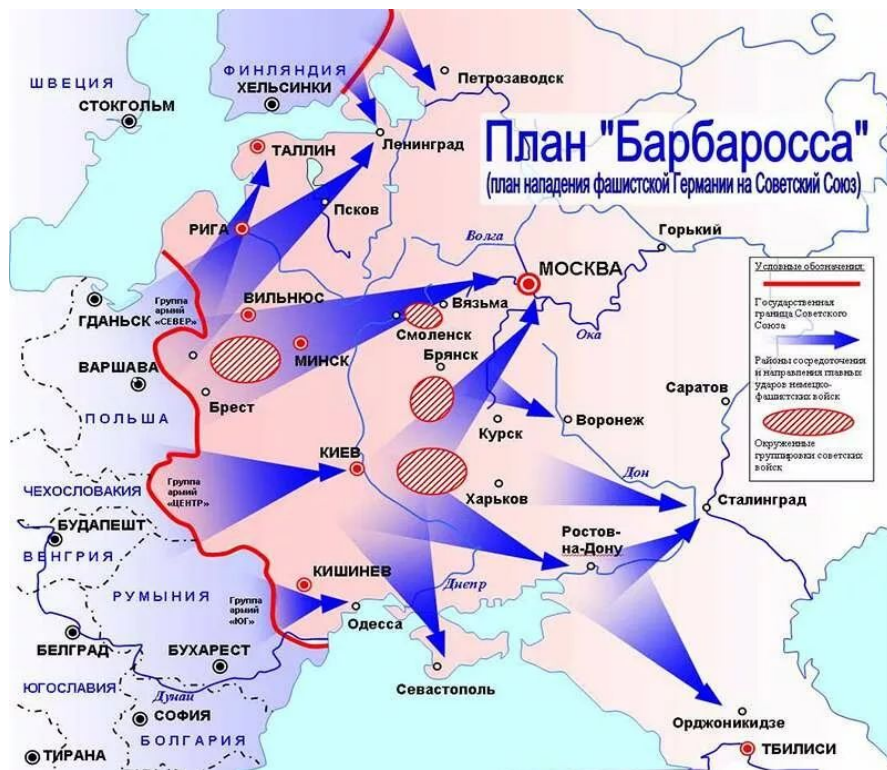 ШВЕЦИЯ
СТОКГОЛЬМ
ФИНЛЯНДИЯ
ХЕЛЬСИНКИ
Петрозаводск
ТАЛЛИН
Ленинград
План "Барбаросса"
(план нападения фашистской Германии на Советский Союз)
Псков
РИГА
Волга
Горький
МОСКВА
Условные обозначения:
Государственная
граница Советского
Союза
Районы сосредоточения
и направления главных
ударов немецко-
фашистских войск
Окруженные
группировки советских
войск
ГДАНЬСК
Группа
армий
«СЕВЕР»
ВИЛЬНЮС
Вязьма
Смоленск
Ока
МИНСК
Брянск
ВАРШАВА
Брест
Саратов
ПОЛЬША
Курск
Воронеж
КИЕВ
Дон
ЧЕХОСЛОВАКИЯ
Группа
армий
«ЦЕНТР»
Харьков
Сталинград
БУДАПЕШТ
ВЕНГРИЯ
Ростов-
на-Дону
КИШИНЕВ
Днепр
РУМЫНИЯ
Группа
армий
«ЮГ»
Одесса
БЕЛГРАД
БУХАРЕСТ
Севастополь
ЮГОСЛАВИЯ
Дунай
СОФИЯ
Орджоникидзе
БОЛГАРИЯ
ТИРАНА
ТБИЛИСИ